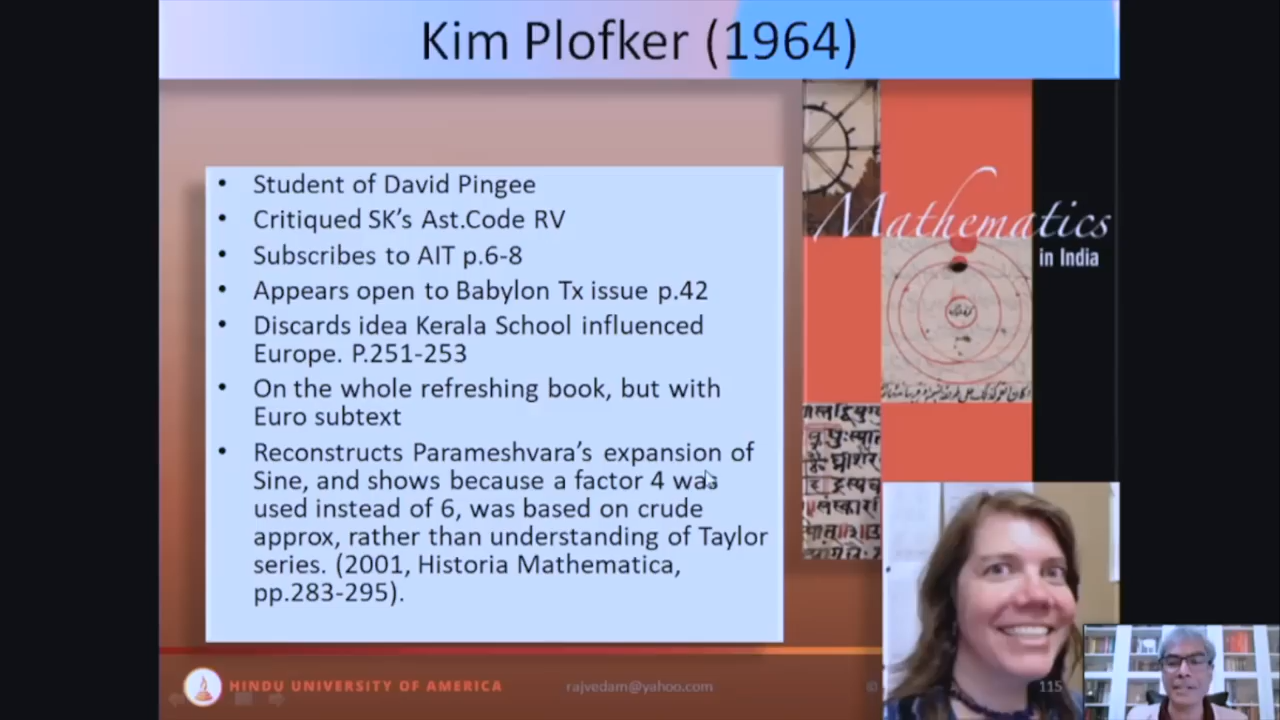 Kim Plofker (1964)
• Student of David Pingee
• Critiqued SK’s Ast.Code RV
• Subscribes to AIT p.6-8
• Appears open to Babylon Tx issue p.42
• Discards idea Kerala School influenced
Europe. P.251-253
• On the whole refreshing book, but with
Euro subtext
• Reconstructs Parameshvara’s expansion of
Sine, and shows because a factor 4 was
used instead of 6, was based on crude
approx, rather than understanding of Taylor
series. (2001, Historia Mathematica,
pp.283-295).
Mathematics
in India
HINDU UNIVERSITY OF AMERICA
rajvedam@yahoo.com
©
115